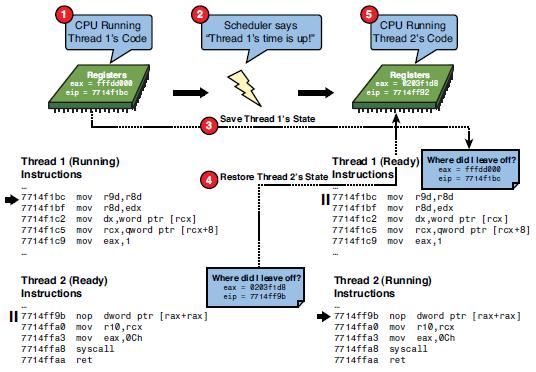 1
CPU Running
Thread 1's Code
2
Scheduler says
"Thread 1's time is up!"
5
CPU Running
Thread 2's Code
Registers
eax = fffdd000
eip = 7714f1bc
Registers
eax = 0203f1d8
eip = 7714ff92
3
Save Thread 1's State
Thread 1 (Running)
Instructions
…
7714f1bc mov r9d,r8d
7714f1bf mov r8d,edx
7714f1c2 mov dx,word ptr [rcx]
7714f1c5 mov rcx,qword ptr [rcx+8]
7714f1c9 mov eax,1
…
4
Restore Thread 2's State
Thread 1 (Ready)
Instructions
…
7714f1bc mov r9d,r8d
7714f1bf mov r8d,edx
7714f1c2 mov dx,word ptr [rcx]
7714f1c5 mov rcx,qword ptr [rcx+8]
7714f1c9 mov eax,1
…
Where did I leave off?
eax = fffdd000
eip = 7714f1bc
Thread 2 (Ready)
Instructions
…
7714ff9b nop dword ptr [rax+rax]
7714ffa0 mov r10,rcx
7714ffa3 mov eax,0Ch
7714ffa8 syscall
7714ffaa ret
Where did I leave off?
eax = 0203f1d8
eip = 7714ff9b
Thread 2 (Running)
Instructions
…
7714ff9b nop dword ptr [rax+rax]
7714ffa0 mov r10,rcx
7714ffa3 mov eax,0Ch
7714ffa8 syscall
7714ffaa ret